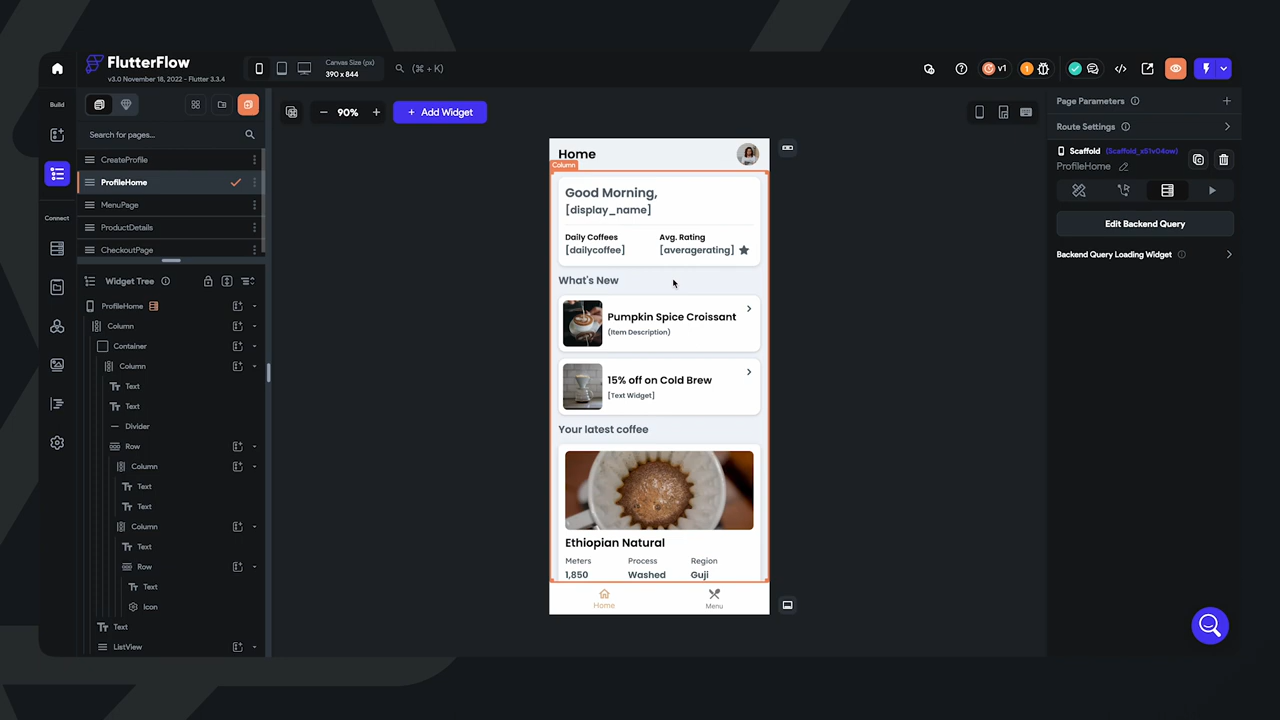 FlutterFlow
v3.0 November 18, 2022 - Flutter 3.3.4
Canvas Size (px)
390 x 844
(⌘ + K)
v1
1
Build
Connect
Search for pages...
CreateProfile
ProfileHome
MenuPage
ProductDetails
CheckoutPage
Widget Tree
ProfileHome
Column
Container
Column
Text
Text
Divider
Row
Column
Text
Text
Column
Text
Row
Text
Icon
Text
ListView
90%
+ Add Widget
Home
Column
Good Morning,
[display_name]
Daily Coffees
Avg. Rating
[dailycoffee]
[averagerating]
What's New
Pumpkin Spice Croissant
(Item Description)
15% off on Cold Brew
[Text Widget]
Your latest coffee
Ethiopian Natural
Meters
Process
Region
1,850
Washed
Guji
Home
Menu
Page Parameters
Route Settings
Scaffold (Scaffold_x51v04ow)
ProfileHome
Edit Backend Query
Backend Query Loading Widget